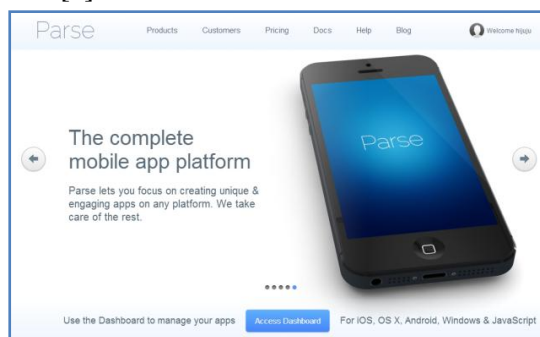 Parse Products Customers Pricing Docs Help Blog Welcome hijuju
The complete
mobile app platform
Parse lets you focus on creating unique &
engaging apps on any platform. We take
care of the rest.
Parse
Use the Dashboard to manage your apps Access Dashboard For iOS, OS X, Android, Windows & JavaScript